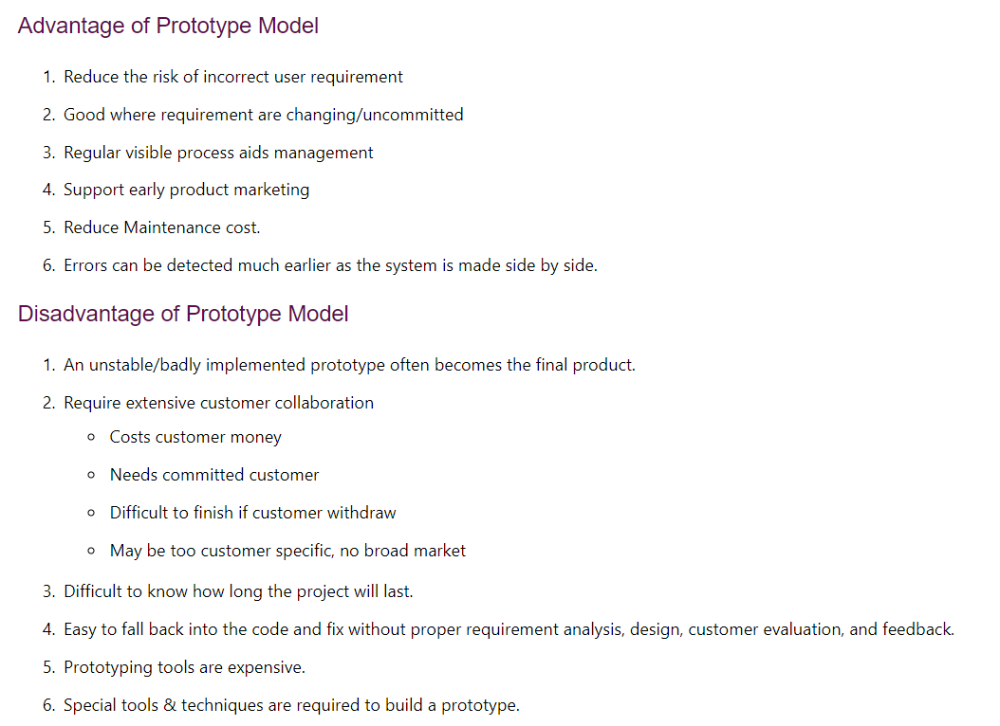 Advantage of Prototype Model
1. Reduce the risk of incorrect user requirement
2. Good where requirement are changing/uncommitted
3. Regular visible process aids management
4. Support early product marketing
5. Reduce Maintenance cost.
6. Errors can be detected much earlier as the system is made side by side.
Disadvantage of Prototype Model
1. An unstable/badly implemented prototype often becomes the final product.
2. Require extensive customer collaboration
○ Costs customer money
○ Needs committed customer
○ Difficult to finish if customer withdraw
○ May be too customer specific, no broad market
3. Difficult to know how long the project will last.
4. Easy to fall back into the code and fix without proper requirement analysis, design, customer evaluation, and feedback.
5. Prototyping tools are expensive.
6. Special tools & techniques are required to build a prototype.